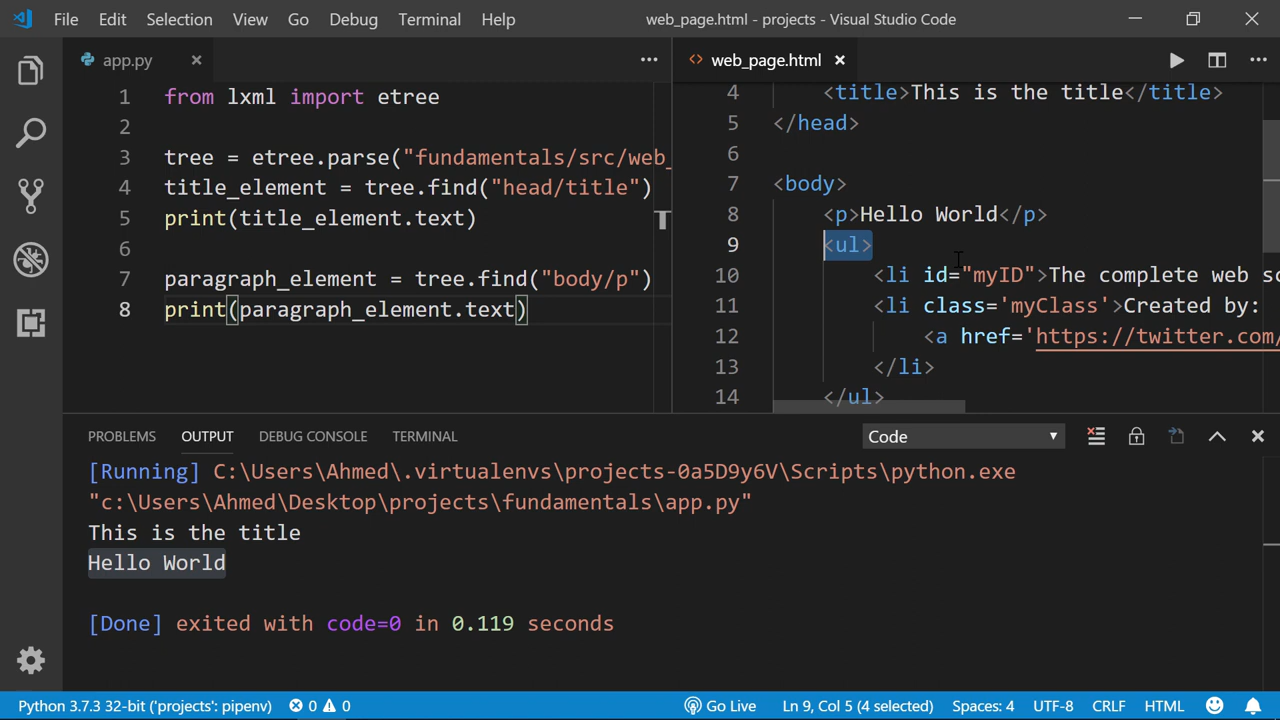 File Edit Selection View Go Debug Terminal Help
web_page.html - projects - Visual Studio Code
app.py
1 from lxml import etree
2
3 tree = etree.parse("fundamentals/src/web_
4 title_element = tree.find("head/title")
5 print(title_element.text)
6
7 paragraph_element = tree.find("body/p")
8 print(paragraph_element.text)
web_page.html
4 <title>This is the title</title>
5 </head>
6
7 <body>
8 <p>Hello World</p>
9 <ul>
10 <li id="myID">The complete web sc
11 <li class='myClass'>Created by:
12 <a href='https://twitter.com/
13 </li>
14 </ul>
PROBLEMS OUTPUT DEBUG CONSOLE TERMINAL
Code
[Running] C:\Users\Ahmed\.virtualenvs\projects-0a5D9y6V\Scripts\python.exe
"c:\Users\Ahmed\Desktop\projects\fundamentals\app.py"
This is the title
Hello World
[Done] exited with code=0 in 0.119 seconds
Python 3.7.3 32-bit ('projects': pipenv) 0 0 Go Live Ln 9, Col 5 (4 selected) Spaces: 4 UTF-8 CRLF HTML